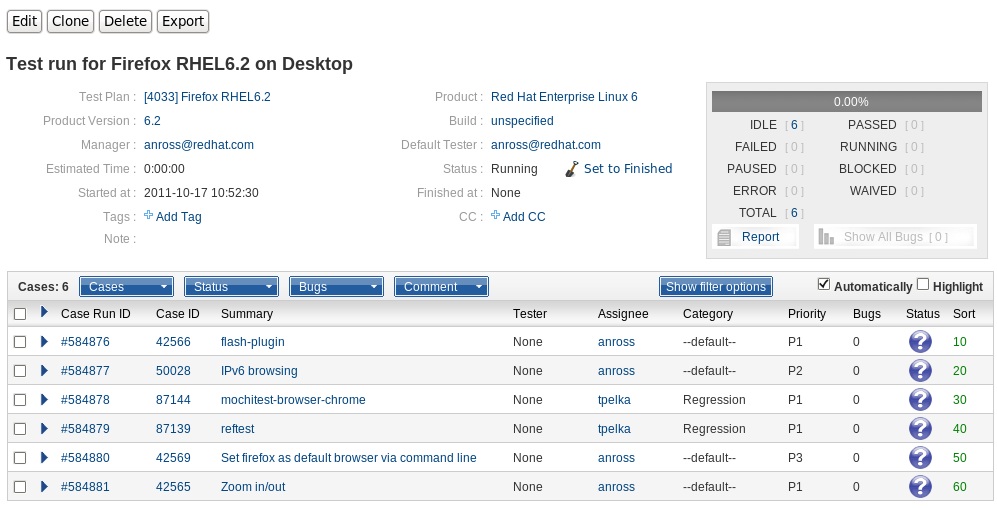 Edit Clone Delete Export
Test run for Firefox RHEL6.2 on Desktop
Test Plan : [4033] Firefox RHEL6.2 Product : Red Hat Enterprise Linux 6
Product Version : 6.2 Build : unspecified
Manager : anross@redhat.com Default Tester : anross@redhat.com
Estimated Time : 0:00:00 Status : Running Set to Finished
Started at : 2011-10-17 10:52:30 Finished at : None
Tags : Add Tag CC : Add CC
Note :
0.00%
IDLE [ 6 ] PASSED [ 0 ]
FAILED [ 0 ] RUNNING [ 0 ]
PAUSED [ 0 ] BLOCKED [ 0 ]
ERROR [ 0 ] WAIVED [ 0 ]
TOTAL [ 6 ]
Report Show All Bugs [ 0 ]
Cases: 6 Cases Status Bugs Comment Show filter options Automatically Highlight
Case Run ID Case ID Summary Tester Assignee Category Priority Bugs Status Sort
#584876 42566 flash-plugin None anross --default-- P1 0 ? 10
#584877 50028 IPv6 browsing None anross --default-- P2 0 ? 20
#584878 87144 mochitest-browser-chrome None tpelka Regression P1 0 ? 30
#584879 87139 reftest None tpelka Regression P1 0 ? 40
#584880 42569 Set firefox as default browser via command line None anross --default-- P3 0 ? 50
#584881 42565 Zoom in/out None anross --default-- P1 0 ? 60